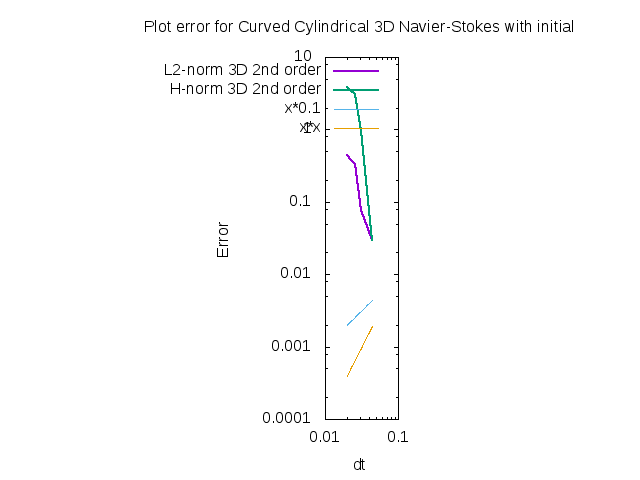 Plot error for Curved Cylindrical 3D Navier-Stokes with initial
10
L2-norm 3D 2nd order
H-norm 3D 2nd order
x*0.1
1
x*x
0.1
0.01
0.001
0.0001
0.01
0.1
Error
dt